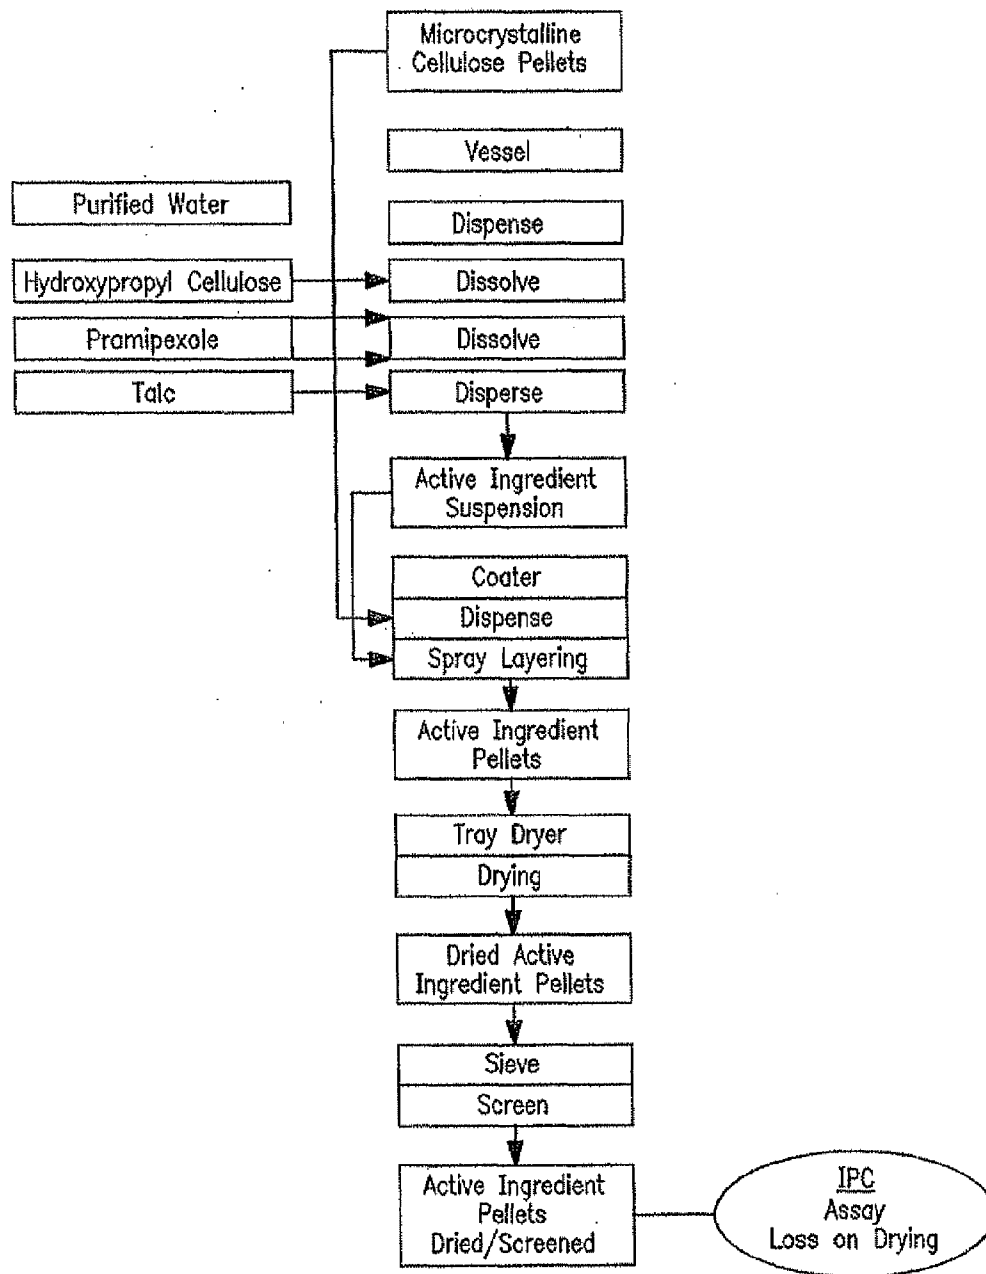 Microcrystalline
Cellulose Pellets
Vessel
Purified Water
Dispense
Hydroxypropyl Cellulose
Dissolve
Pramipexole
Dissolve
Talc
Disperse
Active Ingredient
Suspension
Coater
Dispense
Spray Layering
Active Ingredient
Pellets
Tray Dryer
Drying
Dried Active
Ingredient Pellets
Sieve
Screen
Active Ingredient
Pellets
Dried/Screened
IPC
Assay
Loss on Drying